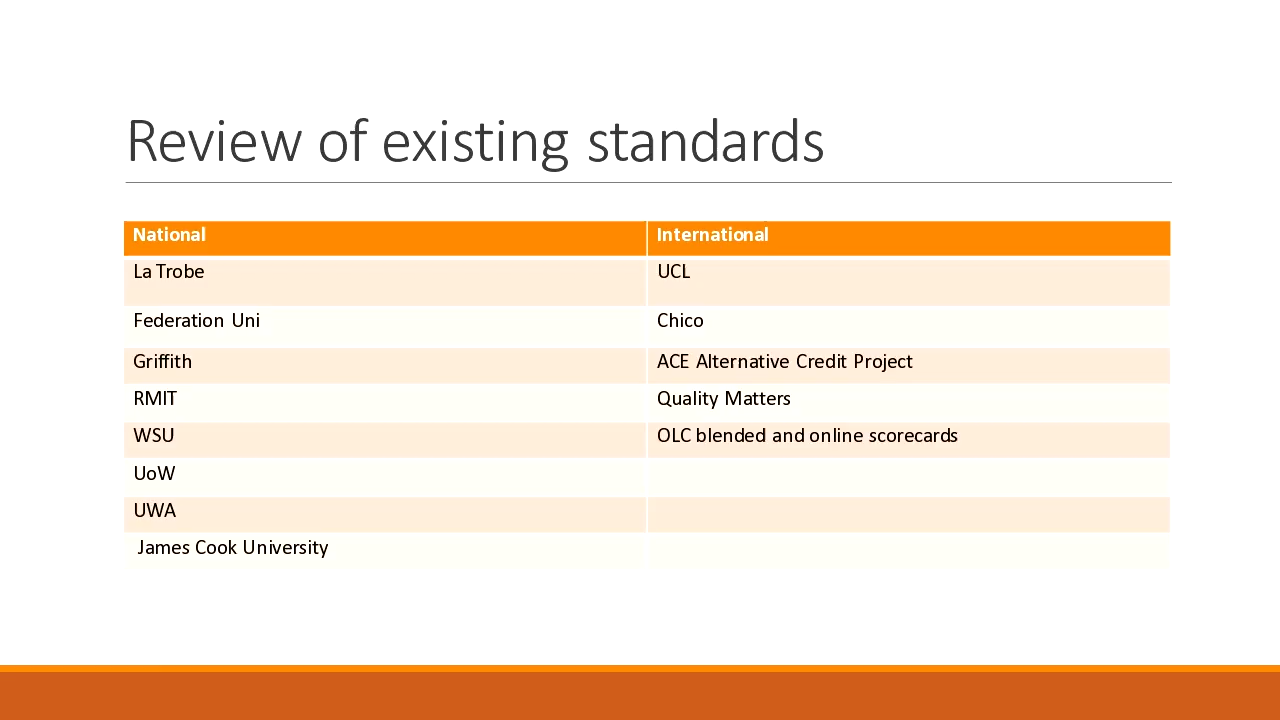 Review of existing standards
National International
La Trobe UCL
Federation Uni Chico
Griffith ACE Alternative Credit Project
RMIT Quality Matters
WSU OLC blended and online scorecards
UoW
UWA
James Cook University